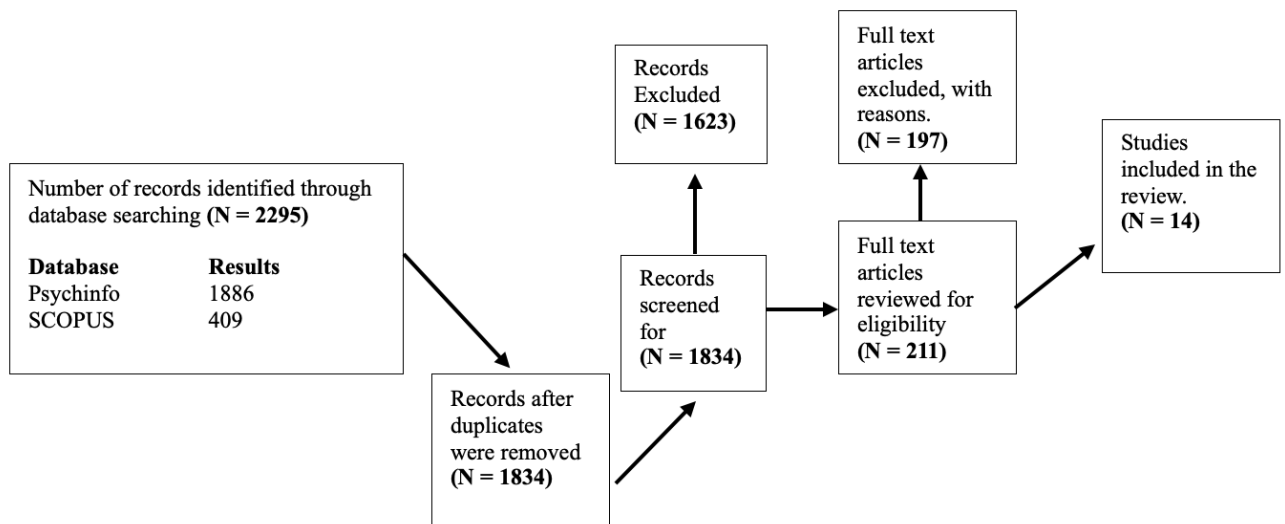 Number of records identified through
database searching (N = 2295)
Database Results
Psychinfo 1886
SCOPUS 409
Records after
duplicates
were removed
(N = 1834)
Records
screened
for
(N = 1834)
Records
Excluded
(N = 1623)
Full text
articles
reviewed for
eligibility
(N = 211)
Full text
articles
excluded, with
reasons.
(N = 197)
Studies
included in the
review.
(N = 14)